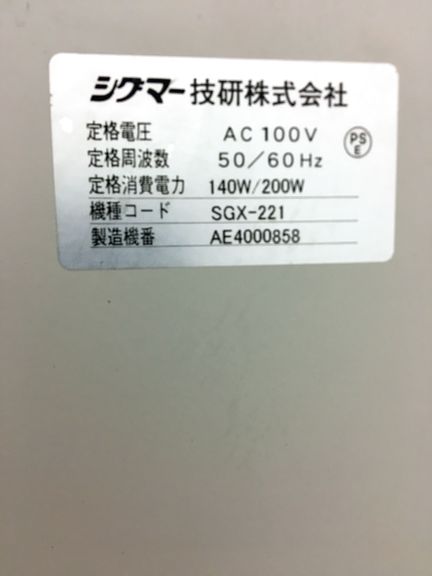 シグマー技研株式会社
定格電圧 AC100V
PS
E
定格周波数 50/60Hz
定格消費電力 140W/200W
機種コード SGX-221
製造機番 AE4000858